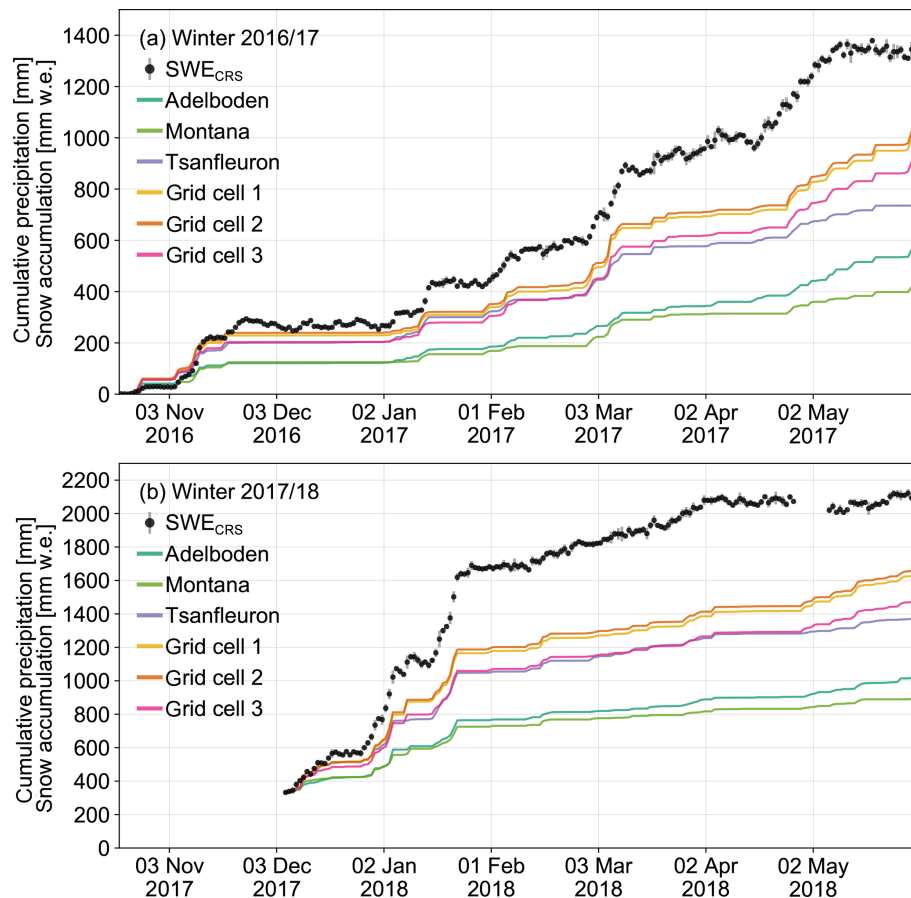 (a) Winter 2016/17
SWE_CRS
Adelboden
Montana
Tsanfleuron
Grid cell 1
Grid cell 2
Grid cell 3
Cumulative precipitation [mm]
Snow accumulation [mm w.e.]
1400
1200
1000
800
600
400
200
0
03 Nov 03 Dec 02 Jan 01 Feb 03 Mar 02 Apr 02 May
2016 2016 2017 2017 2017 2017 2017
(b) Winter 2017/18
SWE_CRS
Adelboden
Montana
Tsanfleuron
Grid cell 1
Grid cell 2
Grid cell 3
Cumulative precipitation [mm]
Snow accumulation [mm w.e.]
2200
2000
1800
1600
1400
1200
1000
800
600
400
200
0
03 Nov 03 Dec 02 Jan 01 Feb 03 Mar 02 Apr 02 May
2017 2017 2018 2018 2018 2018 2018